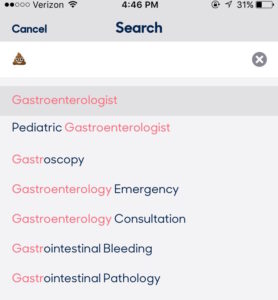 Verizon 4:46 PM 31%
Cancel Search
💩
Gastroenterologist
Pediatric Gastroenterologist
Gastroscopy
Gastroenterology Emergency
Gastroenterology Consultation
Gastrointestinal Bleeding
Gastrointestinal Pathology